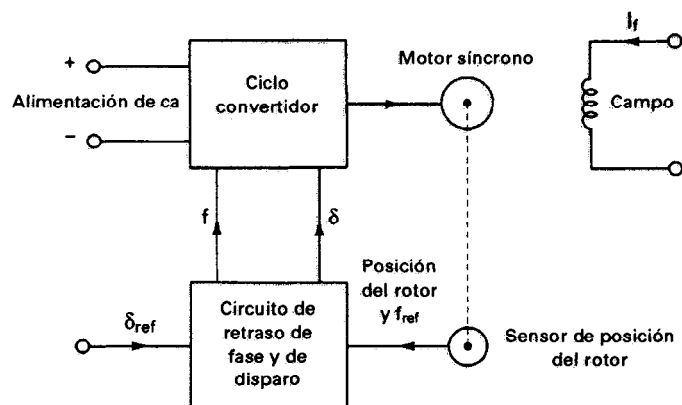 I_f
+
Ciclo
convertidor
Motor síncrono
Alimentación de ca
Campo
−
f
δ
Posición
del rotor
y f_ref
δ_ref
Circuito de
retraso de
fase y de
disparo
Sensor de posición
del rotor